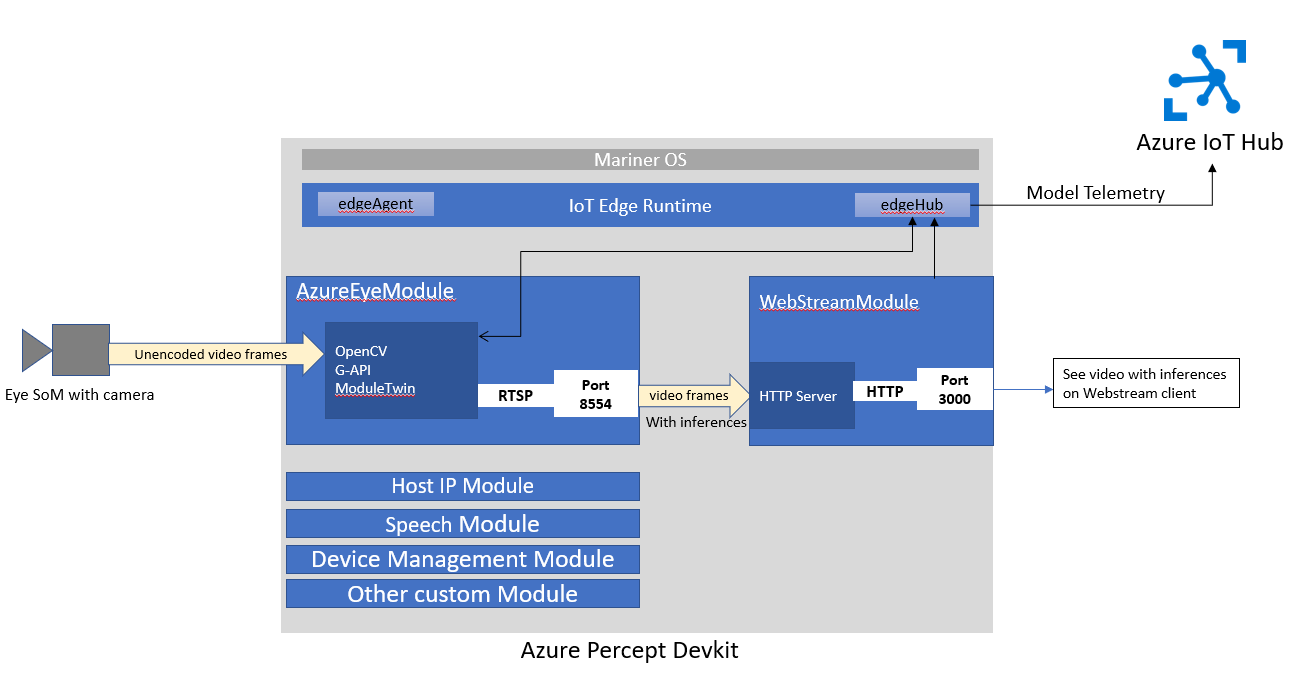 Azure IoT Hub
Mariner OS
edgeAgent
IoT Edge Runtime
edgeHub
Model Telemetry
AzureEyeModule
WebStreamModule
Unencoded video frames
Eye SoM with camera
OpenCV
G-API
ModuleTwin
RTSP
Port
8554
video frames
With inferences
HTTP Server
HTTP
Port
3000
See video with inferences
on Webstream client
Host IP Module
Speech Module
Device Management Module
Other custom Module
Azure Percept Devkit